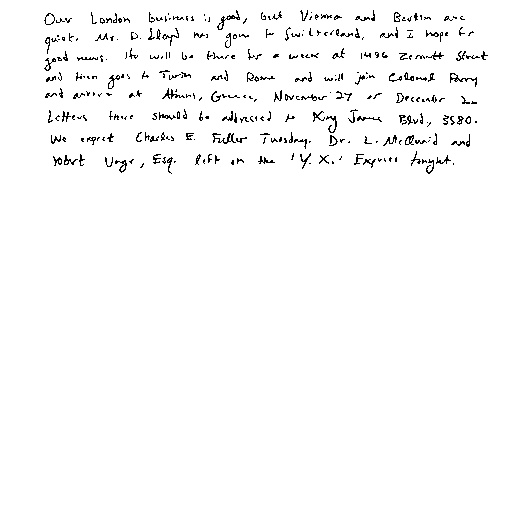 Our London business is good, but Vienna and Berlin are
quiet. Mr. D. Lloyd has gone to Switzerland, and I hope for
good news. He will be there for a week at 1496 Zermott Street
and then goes to Turin and Rome and will join Colonel Parry
and arrive at Athens, Greece, November 27 or December 2
Letters there should be addressed to King James Blvd., 3580.
We expect Charles E. Fuller Tuesday. Dr. L. McQuaid and
Robert Unger, Esq. left on the 'Y. X.' Express tonight.